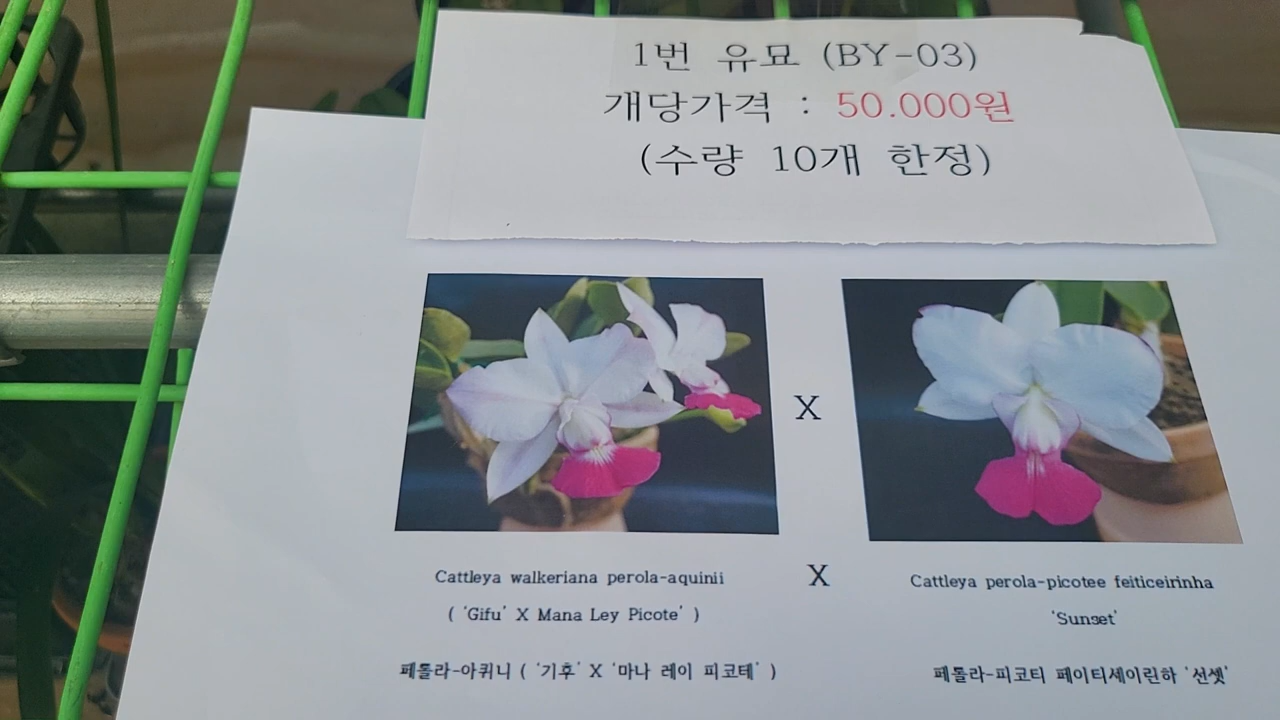 1번 유묘 (BY-03)
개당가격 : 50.000원
(수량 10개 한정)
X
Cattleya walkeriana perola-aquinii
( 'Gifu' X Mana Ley Picote' )
X
Cattleya perola-picotee feiticeirinha
'Sunset'
페롤라-아퀴니 ( '기후' X '마나 레이 피코테' )
페롤라-피코티 페이티세이린하 '선셋'